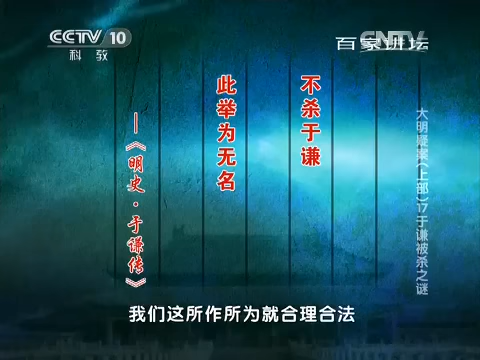 CCTV 10
科教
CNTV
百家讲坛
不杀于谦
此举为无名
—《明史·于谦传》
大明疑案(上部)17于谦被杀之谜
我们这所作所为就合理合法